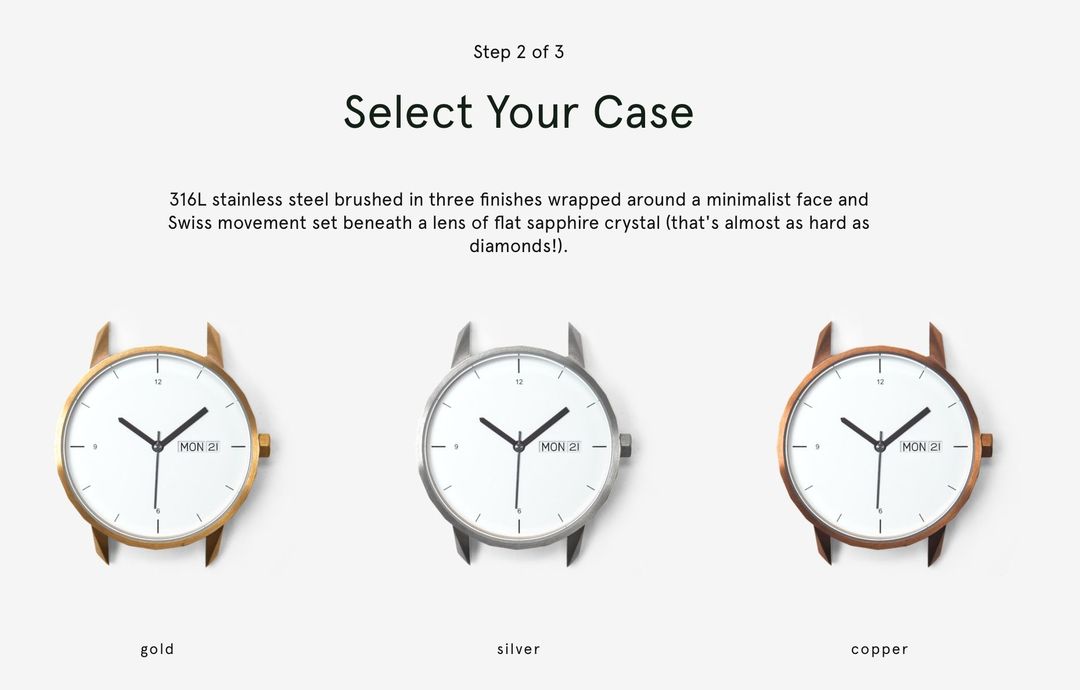 Step 2 of 3
Select Your Case
316L stainless steel brushed in three finishes wrapped around a minimalist face and
Swiss movement set beneath a lens of flat sapphire crystal (that's almost as hard as
diamonds!).
12
9
MON 21
6
12
9
MON 21
6
12
9
MON 21
6
gold
silver
copper